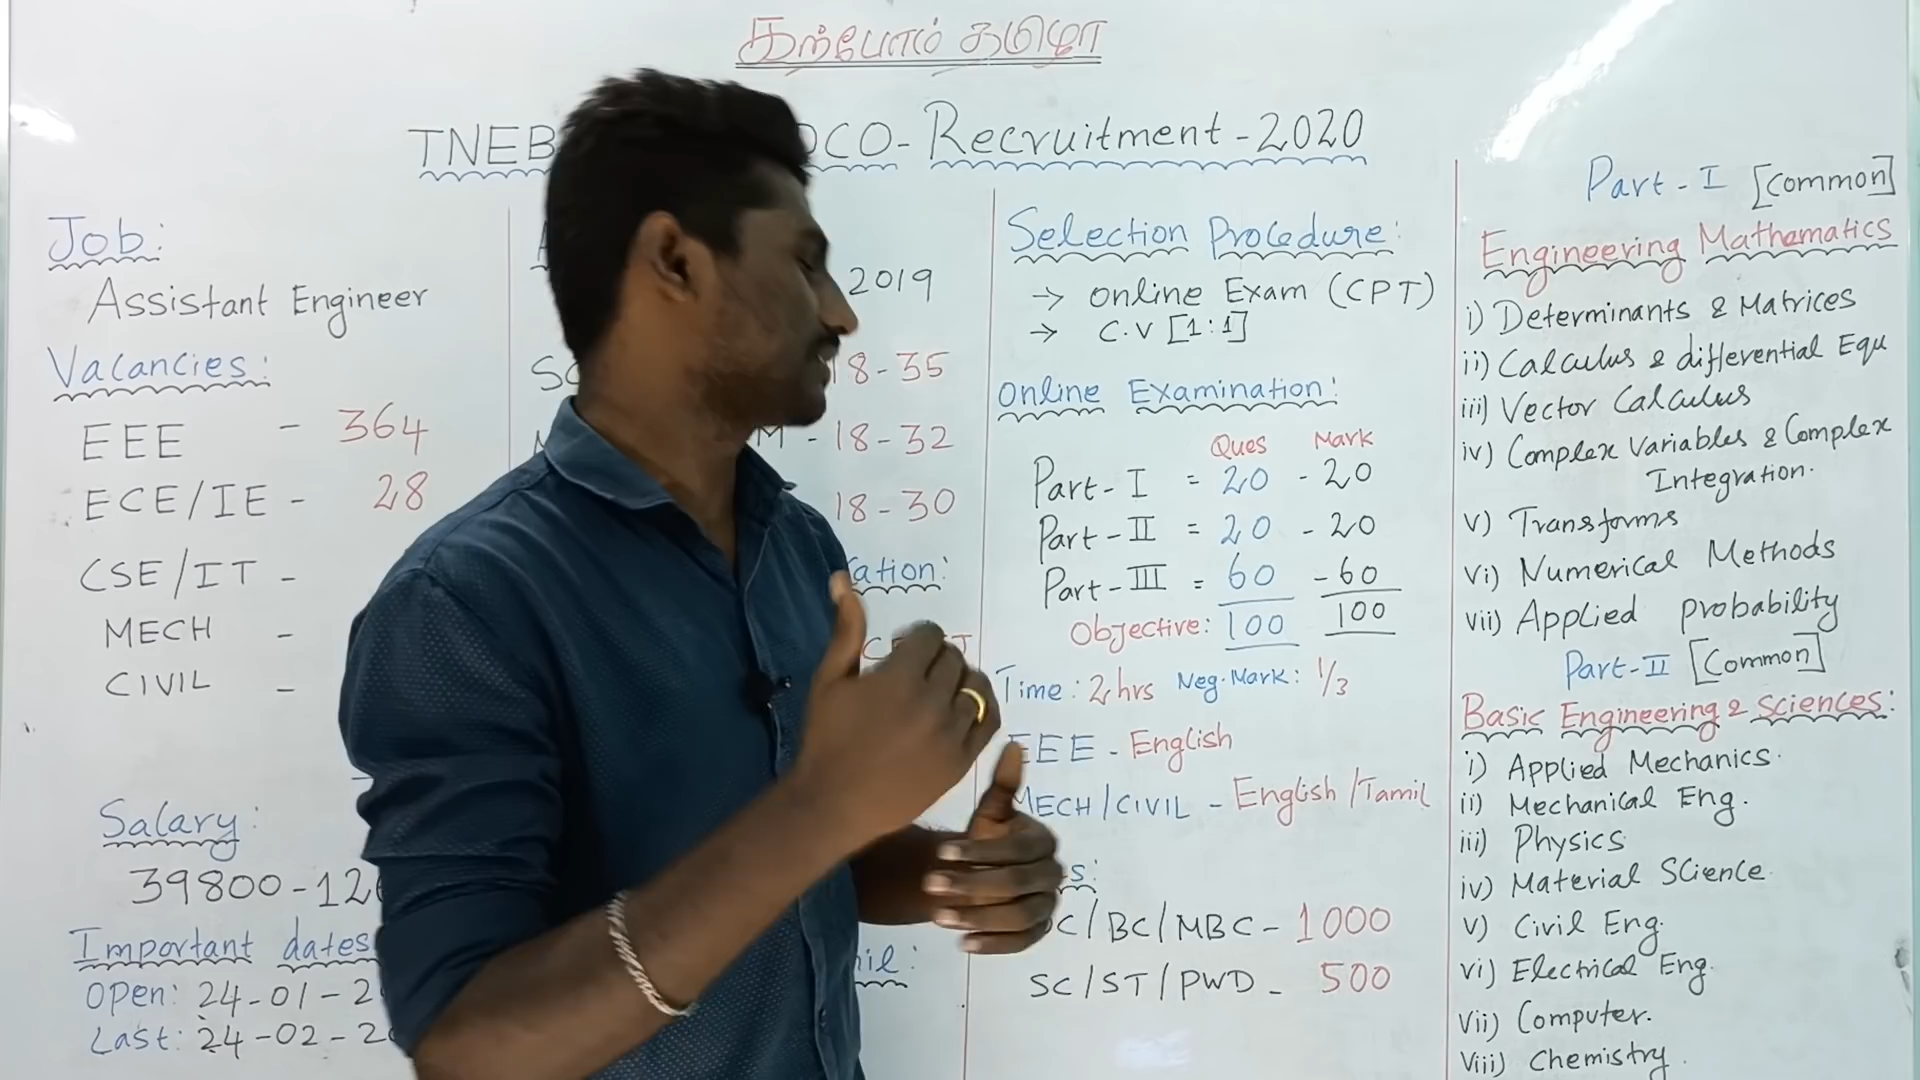 கற்போம் தமிழா
TNEB OCO - Recruitment - 2020
Job:
Assistant Engineer
Vacancies:
EEE - 364
ECE/IE - 28
CSE/IT -
MECH -
CIVIL -
Salary:
39800-12
Important dates
Open: 24-01-2
Last: 24-02-2
2019
18-35
M - 18-32
18-30
ation:
Selection Procedure:
→ Online Exam (CPT)
→ C.V [1:1]
Online Examination:
Ques Mark
Part-I = 20 - 20
Part-II = 20 - 20
Part-III = 60 - 60
Objective: 100 100
Time: 2 hrs Neg.Mark: 1/3
EEE - English
MECH/CIVIL - English/Tamil
s:
OC/BC/MBC - 1000
SC/ST/PWD - 500
Part-I [Common]
Engineering Mathematics
i) Determinants & Matrices
ii) Calculus & differential Equ
iii) Vector Calculus
iv) Complex Variables & Complex
Integration.
v) Transforms
vi) Numerical Methods
vii) Applied probability
Part-II [Common]
Basic Engineering & Sciences:
i) Applied Mechanics.
ii) Mechanical Eng.
iii) Physics
iv) Material Science.
v) Civil Eng.
vi) Electrical Eng.
vii) Computer.
viii) Chemistry.